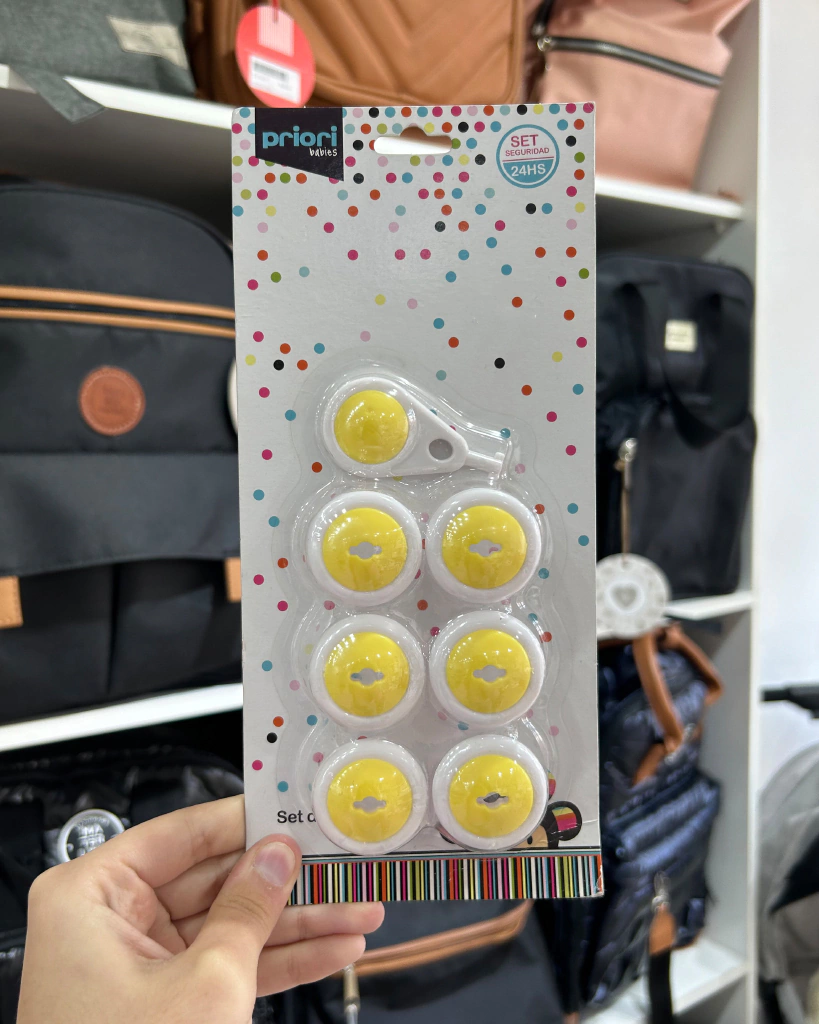 priori
babies
SET
SEGURIDAD
24HS
Set d